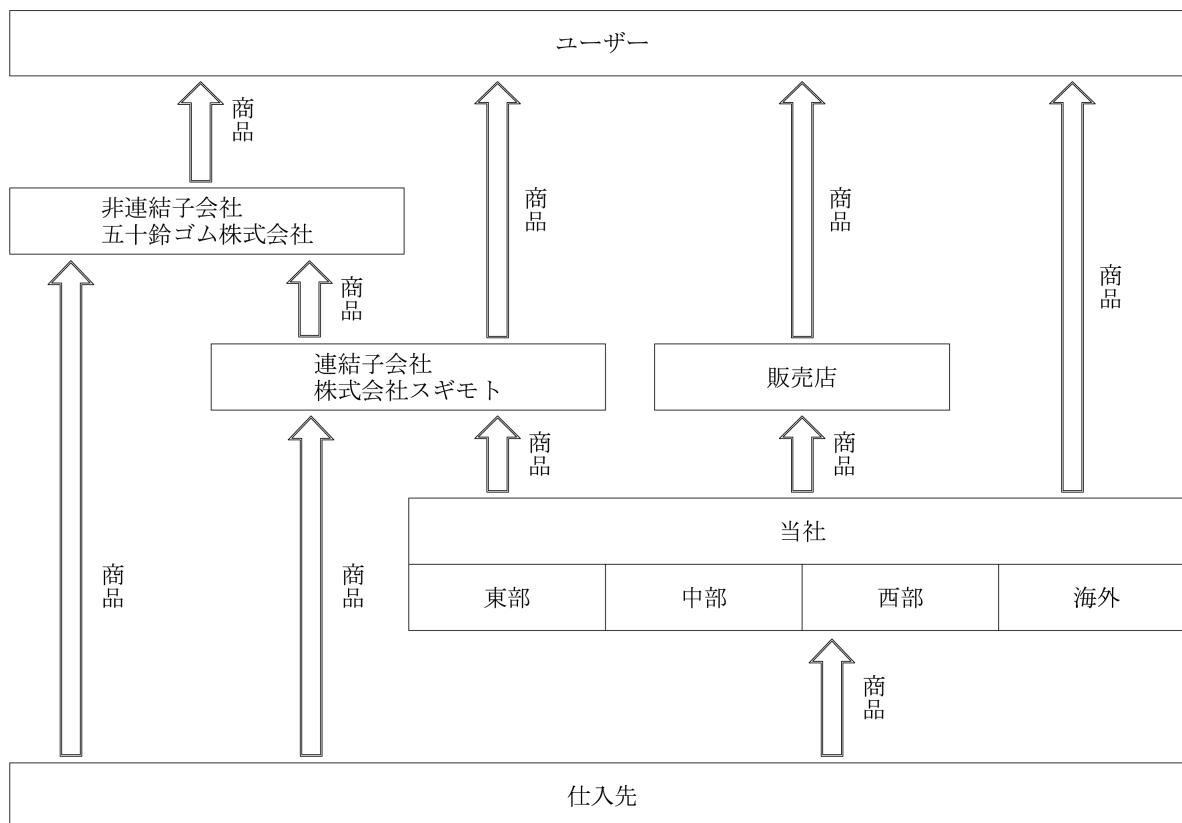 ユーザー
商品
非連結子会社
五十鈴ゴム株式会社
商品
商品
商品
商品
連結子会社
株式会社スギモト
販売店
商品
商品
当社
東部
中部
西部
海外
商品
商品
商品
仕入先